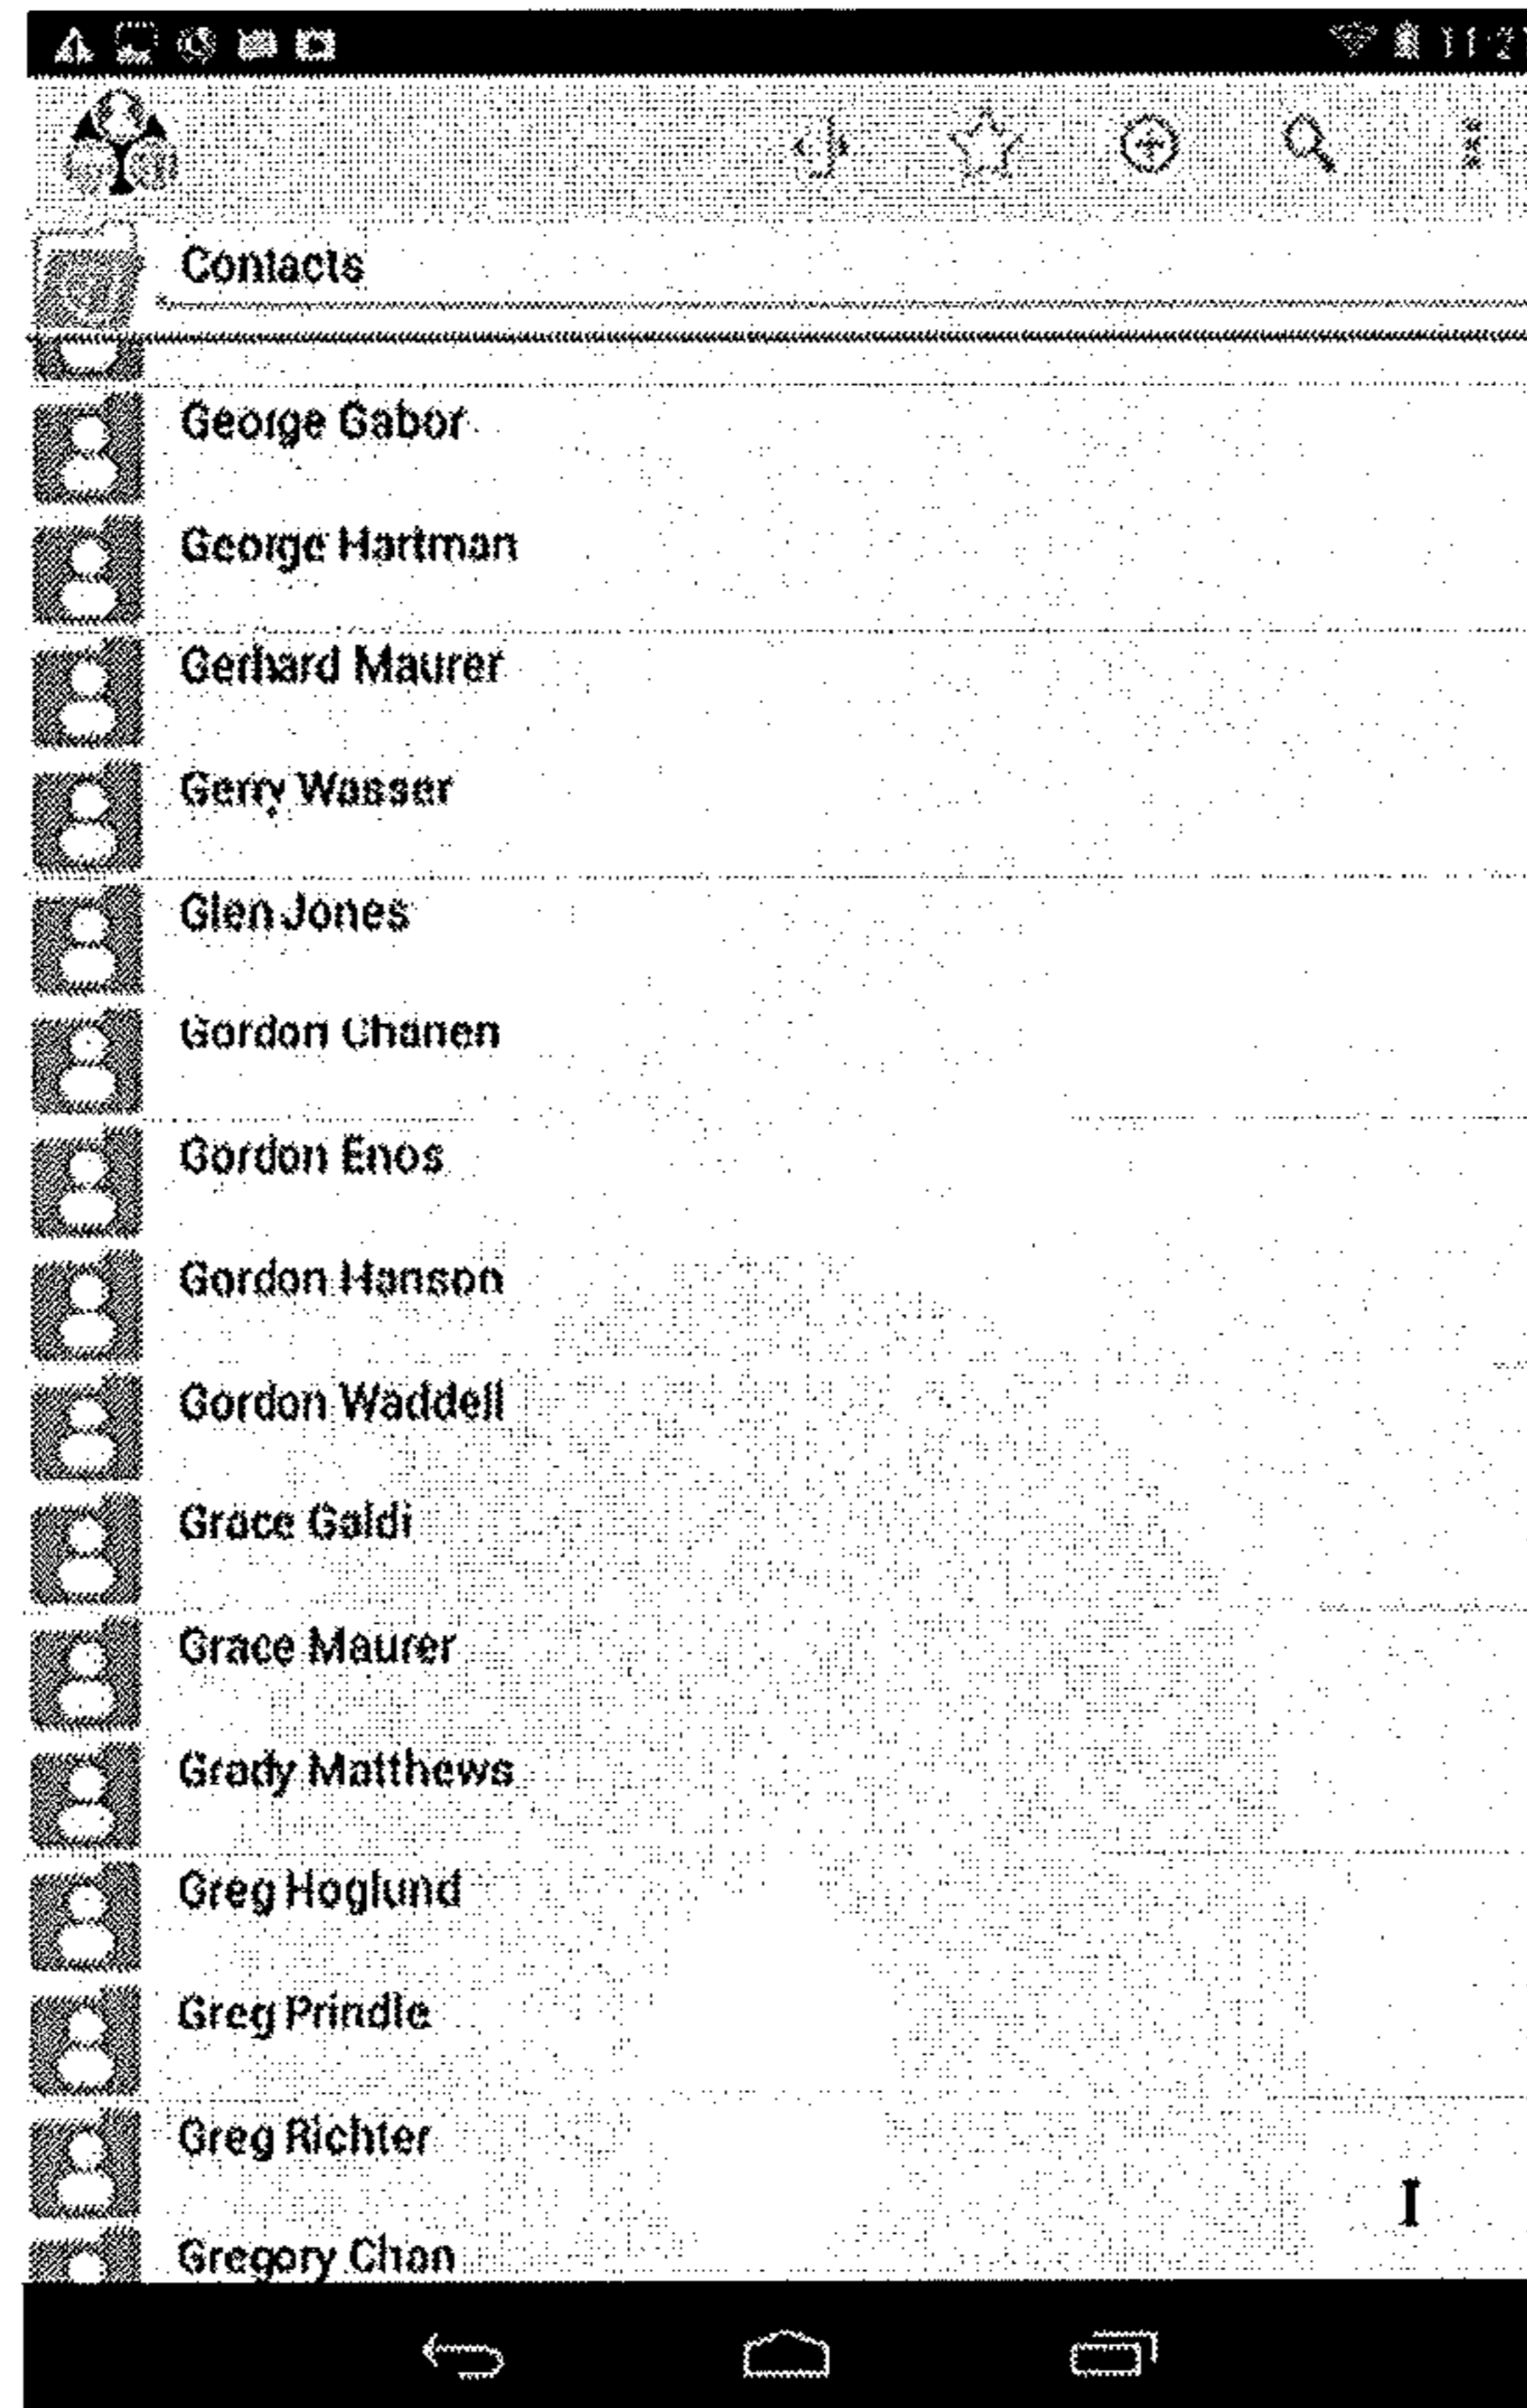 Contacts
George Gabor
George Hartman
Gerhard Maurer
Gerry Wasser
Glen Jones
Gordon Chanen
Gordon Enos
Gordon Hanson
Gordon Waddell
Grace Galdi
Grace Maurer
Grady Matthews
Greg Hoglund
Greg Prindle
Greg Richter
Gregory Chan